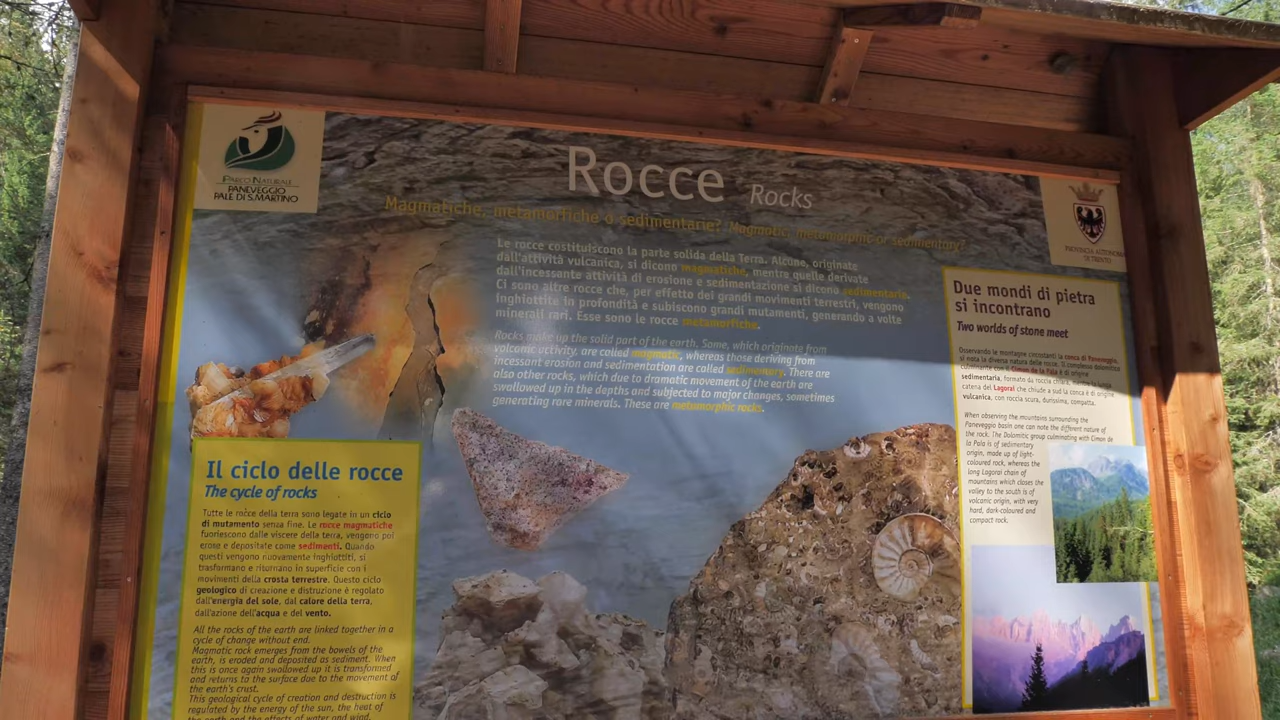 PARCO NATURALE
PANEVEGGIO
PALE DI S.MARTINO
Rocce Rocks
Magmatiche, metamorfiche o sedimentarie? Magmatic, metamorphic or sedimentary?
PROVINCIA AUTONOMA
DI TRENTO
Le rocce costituiscono la parte solida della Terra. Alcune, originate
dall'attività vulcanica, si dicono magmatiche, mentre quelle derivate
dall'incessante attività di erosione e sedimentazione si dicono sedimentarie.
Ci sono altre rocce che, per effetto dei grandi movimenti terrestri, vengono
inghiottite in profondità e subiscono grandi mutamenti, generando a volte
minerali rari. Esse sono le rocce metamorfiche.
Rocks make up the solid part of the earth. Some, which originate from
volcanic activity, are called magmatic, whereas those deriving from
incessant erosion and sedimentation are called sedimentary. There are
also other rocks, which due to dramatic movement of the earth are
swallowed up in the depths and subjected to major changes, sometimes
generating rare minerals. These are metamorphic rocks.
Il ciclo delle rocce
The cycle of rocks
Tutte le rocce della terra sono legate in un ciclo
di mutamento senza fine. Le rocce magmatiche
fuoriescono dalle viscere della terra, vengono poi
erose e depositate come sedimenti. Quando
questi vengono nuovamente inghiottiti, si
trasformano e ritornano in superficie con i
movimenti della crosta terrestre. Questo ciclo
geologico di creazione e distruzione è regolato
dall'energia del sole, dal calore della terra,
dall'azione dell'acqua e del vento.
All the rocks of the earth are linked together in a
cycle of change without end.
Magmatic rock emerges from the bowels of the
earth, is eroded and deposited as sediment. When
this is once again swallowed up it is transformed
and returns to the surface due to the movement of
the earth's crust.
This geological cycle of creation and destruction is
regulated by the energy of the sun, the heat of
the earth and the effects of water and wind.
Due mondi di pietra
si incontrano
Two worlds of stone meet
Osservando le montagne circostanti la conca di Paneveggio,
si nota la diversa natura delle rocce. Il complesso dolomitico
culminante con il Cimon de la Pala è di origine
sedimentaria, formato da roccia chiara, mentre la lunga
catena del Lagorai che chiude a sud la conca è di origine
vulcanica, con roccia scura, durissima, compatta.
When observing the mountains surrounding the
Paneveggio basin one can note the different nature of
the rock. The Dolomitic group culminating with Cimon de
la Pala is of sedimentary
origin, made up of light-
coloured rock, whereas the
long Lagorai chain of
mountains which closes the
valley to the south is of
volcanic origin, with very
hard, dark-coloured and
compact rock.